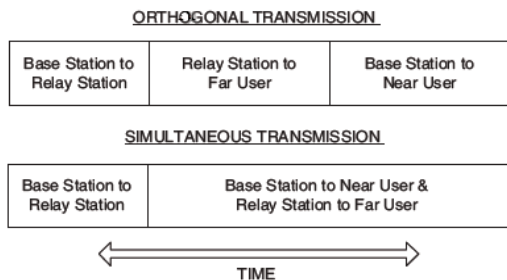 ORTHOGONAL TRANSMISSION
Base Station to
Relay Station
Relay Station to
Far User
Base Station to
Near User
SIMULTANEOUS TRANSMISSION
Base Station to
Relay Station
Base Station to Near User &
Relay Station to Far User
TIME